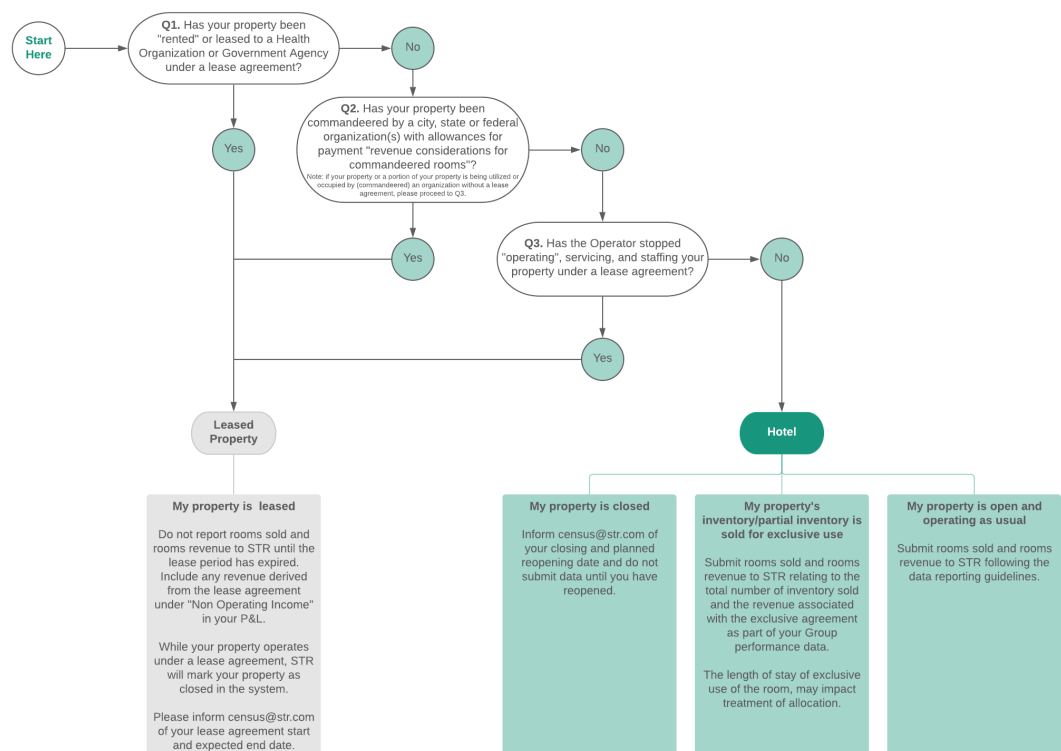 Start
Here
Q1. Has your property been
"rented" or leased to a Health
Organization or Government Agency
under a lease agreement?
No
Yes
Q2. Has your property been
commandeered by a city, state or federal
organization(s) with allowances for
payment "revenue considerations for
commandeered rooms"?
Note: if your property or a portion of your property is being utilized or
occupied by (commandeered) an organization without a lease
agreement, please proceed to Q3.
No
Yes
Q3. Has the Operator stopped
"operating", servicing, and staffing your
property under a lease agreement?
No
Yes
Leased
Property
Hotel
My property is leased
Do not report rooms sold and
rooms revenue to STR until the
lease period has expired.
Include any revenue derived
from the lease agreement
under "Non Operating Income"
in your P&L.
While your property operates
under a lease agreement, STR
will mark your property as
closed in the system.
Please inform census@str.com
of your lease agreement start
and expected end date.
My property is closed
Inform census@str.com of
your closing and planned
reopening date and do not
submit data until you have
reopened.
My property's
inventory/partial inventory is
sold for exclusive use
Submit rooms sold and rooms
revenue to STR relating to the
total number of inventory sold
and the revenue associated
with the exclusive agreement
as part of your Group
performance data.
The length of stay of exclusive
use of the room, may impact
treatment of allocation.
My property is open and
operating as usual
Submit rooms sold and rooms
revenue to STR following the
data reporting guidelines.